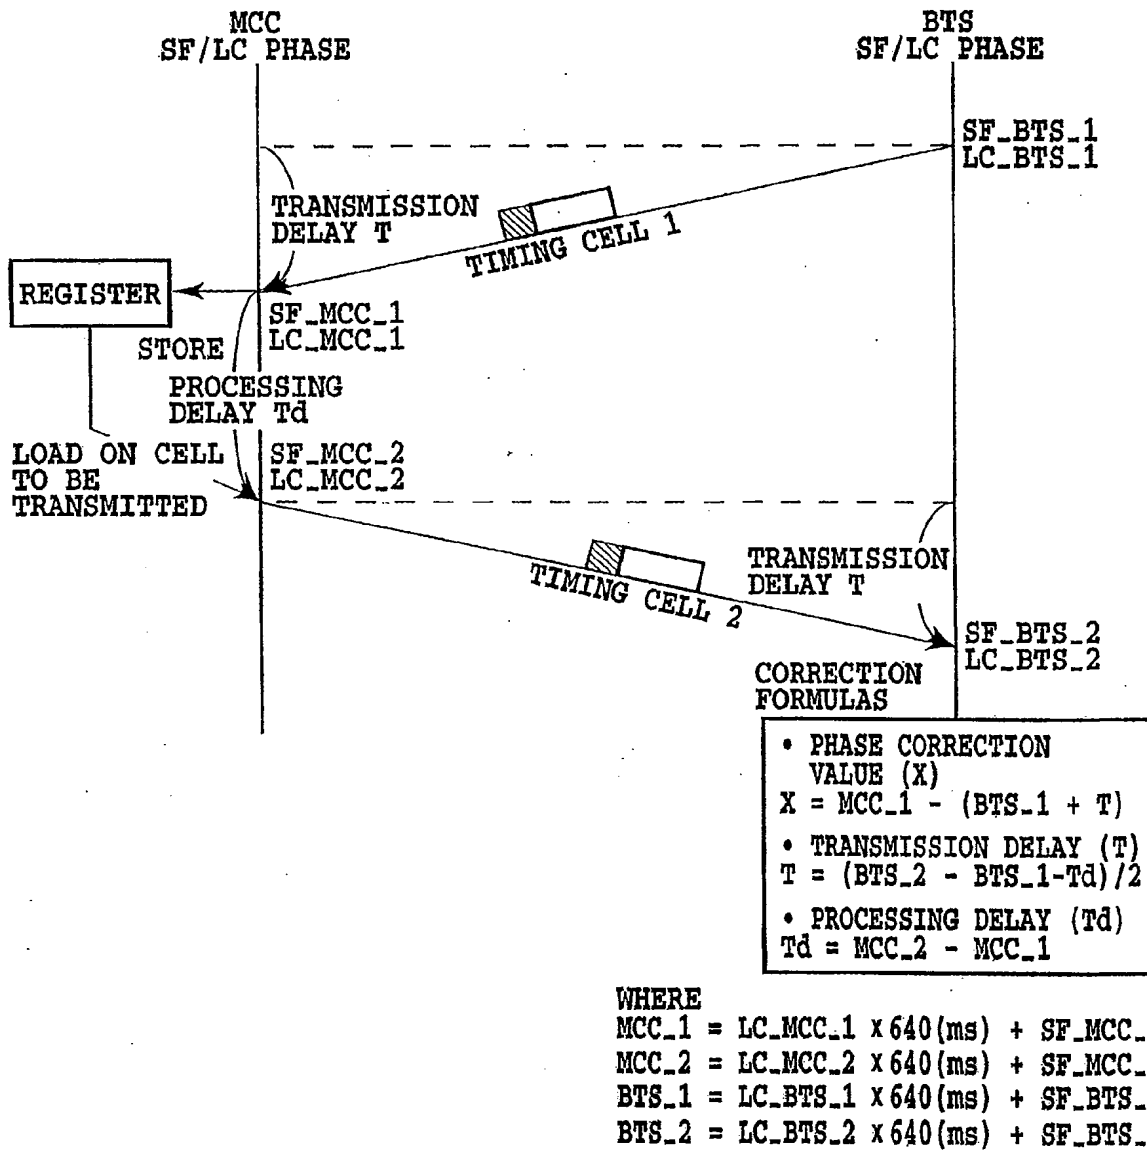 MCC
SF/LC PHASE
BTS
SF/LC PHASE
SF_BTS_1
LC_BTS_1
TRANSMISSION
DELAY T
TIMING CELL 1
REGISTER
SF_MCC_1
LC_MCC_1
STORE
PROCESSING
DELAY Td
LOAD ON CELL
TO BE
TRANSMITTED
SF_MCC_2
LC_MCC_2
TIMING CELL 2
TRANSMISSION
DELAY T
SF_BTS_2
LC_BTS_2
CORRECTION
FORMULAS
• PHASE CORRECTION
VALUE (X)
X = MCC_1 - (BTS_1 + T)
• TRANSMISSION DELAY (T)
T = (BTS_2 - BTS_1-Td)/2
• PROCESSING DELAY (Td)
Td = MCC_2 - MCC_1
WHERE
MCC_1 = LC_MCC_1 X 640(ms) + SF_MCC_
MCC_2 = LC_MCC_2 X 640(ms) + SF_MCC_
BTS_1 = LC_BTS_1 X 640(ms) + SF_BTS_
BTS_2 = LC_BTS_2 X 640(ms) + SF_BTS_